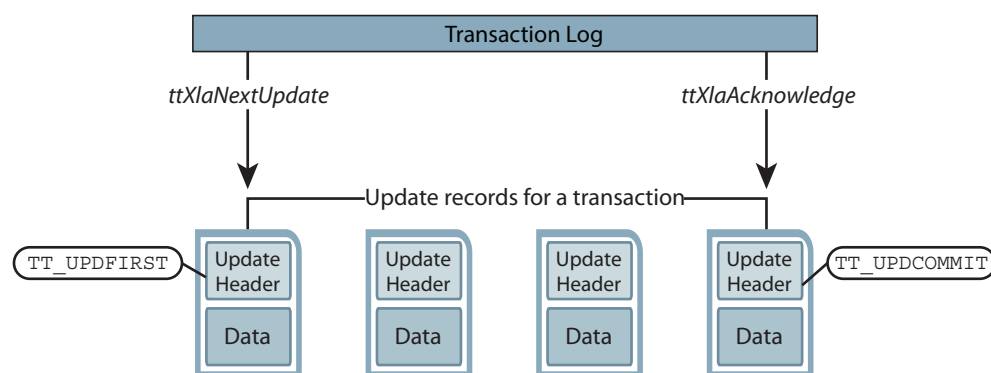 Transaction Log
ttXlaNextUpdate
ttXlaAcknowledge
Update records for a transaction
TT_UPDFIRST
Update
Header
Data
Update
Header
Data
Update
Header
Data
Update
Header
Data
TT_UPDCOMMIT